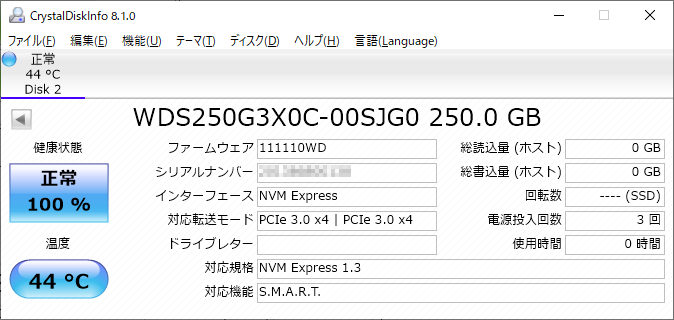 CrystalDiskInfo 8.1.0
ファイル(F) 編集(E) 機能(U) テーマ(T) ディスク(D) ヘルプ(H) 言語(Language)
正常
44 °C
Disk 2
WDS250G3X0C-00SJG0 250.0 GB
健康状態
正常
100 %
温度
44 °C
ファームウェア 111110WD
シリアルナンバー
インターフェース NVM Express
対応転送モード PCIe 3.0 x4 | PCIe 3.0 x4
ドライブレター
対応規格 NVM Express 1.3
対応機能 S.M.A.R.T.
総読込量 (ホスト) 0 GB
総書込量 (ホスト) 0 GB
回転数 ---- (SSD)
電源投入回数 3 回
使用時間 0 時間